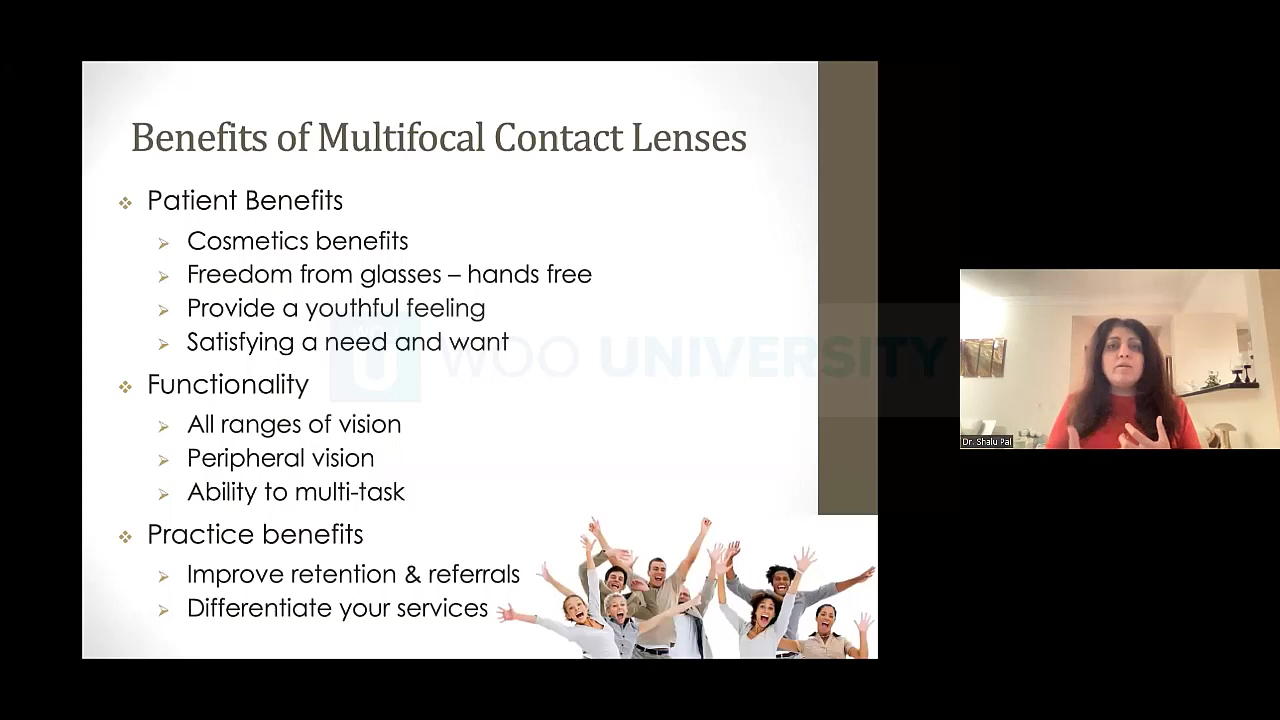 Benefits of Multifocal Contact Lenses
Patient Benefits
Cosmetics benefits
Freedom from glasses – hands free
Provide a youthful feeling
Satisfying a need and want
WOO
U
WOO UNIVERSITY
Functionality
All ranges of vision
Peripheral vision
Ability to multi-task
Practice benefits
Improve retention & referrals
Differentiate your services
Dr. Shalu Pal